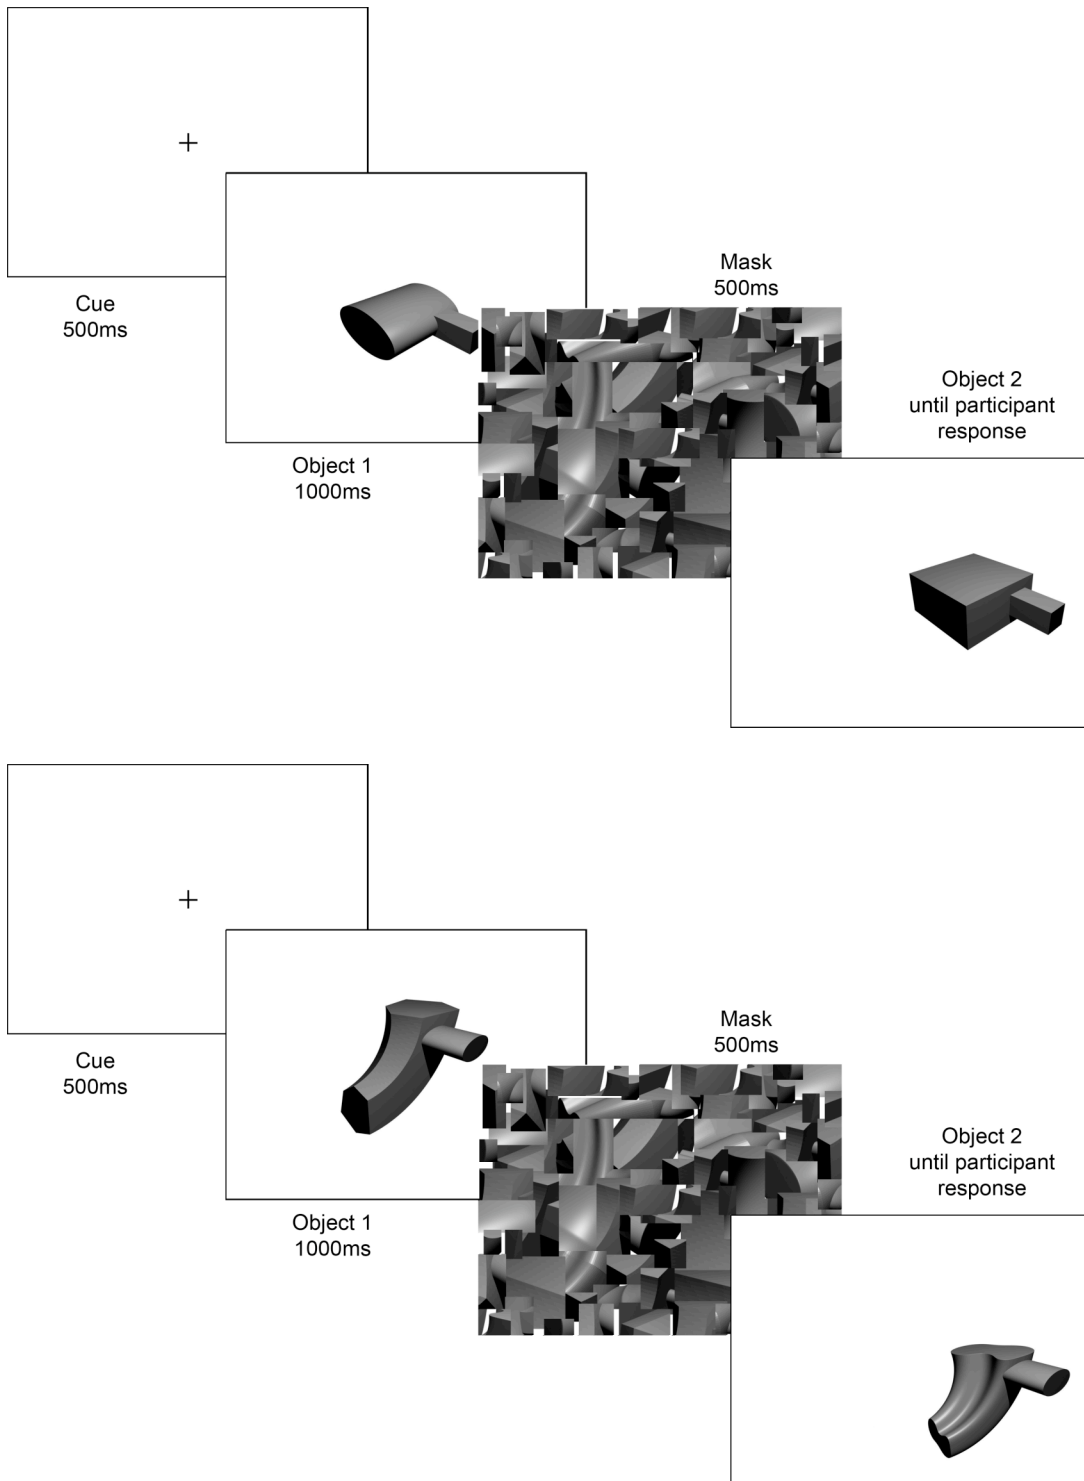 Cue
500ms
Object 1
1000ms
Mask
500ms
Object 2
until participant
response
Cue
500ms
Object 1
1000ms
Mask
500ms
Object 2
until participant
response